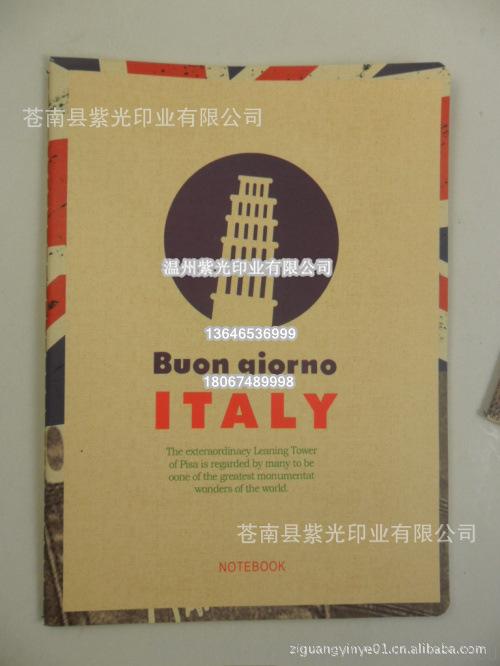 苍南县紫光印业有限公司
温州紫光印业有限公司
13646536999
Buon giorno
18067489998
ITALY
The exteraordinaey Leaning Tower
of Pisa is regarded by many to be
oone of the greatest monumentat
wonders of the world.
苍南县紫光印业有限公司
NOTEBOOK
ziguangyinye01.cn.alibaba.com